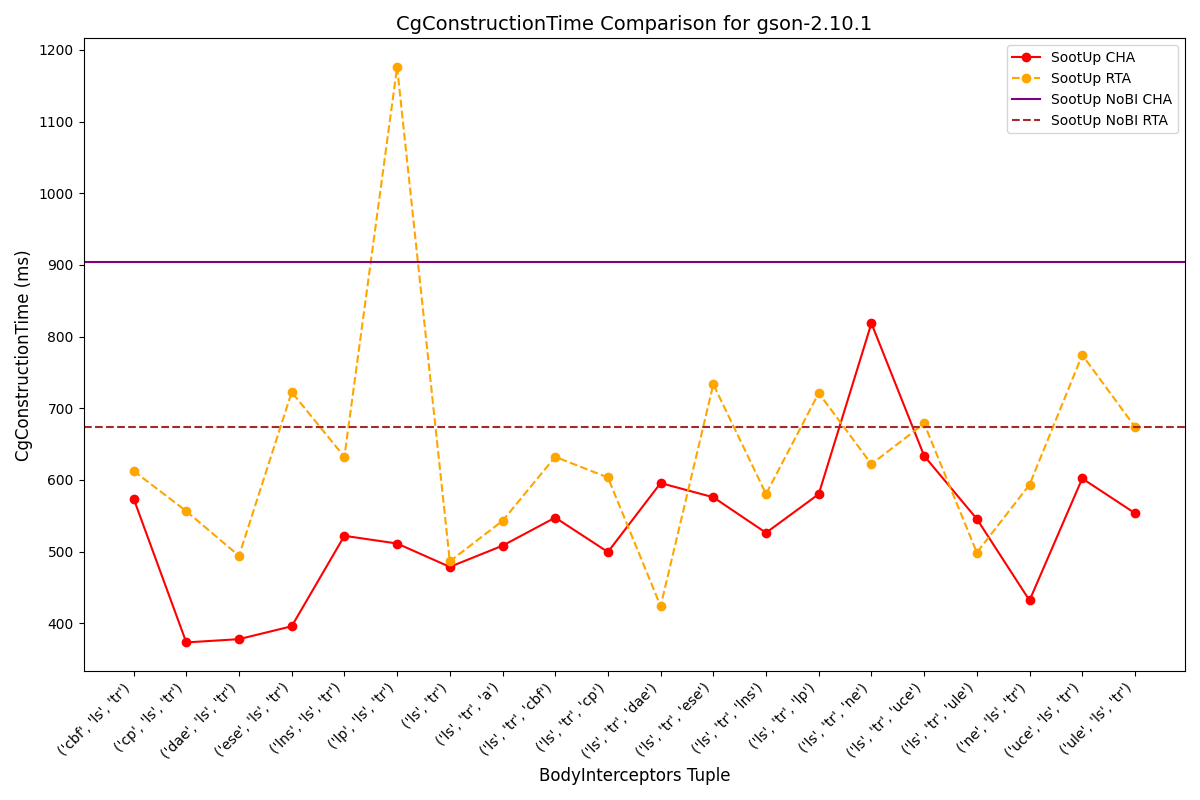 CgConstructionTime Comparison for gson-2.10.1
SootUp CHA
SootUp RTA
SootUp NoBI CHA
SootUp NoBI RTA
1200
1100
1000
900
800
700
600
500
400
CgConstructionTime (ms)
('cbf', 'ls', 'tr')
('cp', 'ls', 'tr')
('dae', 'ls', 'tr')
('ese', 'ls', 'tr')
('lns', 'ls', 'tr')
('lp', 'ls', 'tr')
('ls', 'tr')
('ls', 'tr', 'a')
('ls', 'tr', 'cbf')
('ls', 'tr', 'cp')
('ls', 'tr', 'dae')
('ls', 'tr', 'ese')
('ls', 'tr', 'lns')
('ls', 'tr', 'lp')
('ls', 'tr', 'ne')
('ls', 'tr', 'uce')
('ls', 'tr', 'ule')
('ne', 'ls', 'tr')
('uce', 'ls', 'tr')
('ule', 'ls', 'tr')
BodyInterceptors Tuple